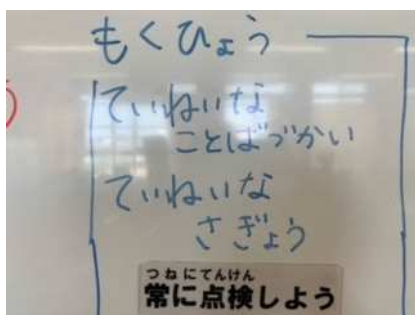 もくひょう
ていねいな
ことばづかい
ていねいな
さぎょう
つねにてんけん
常に点検しよう